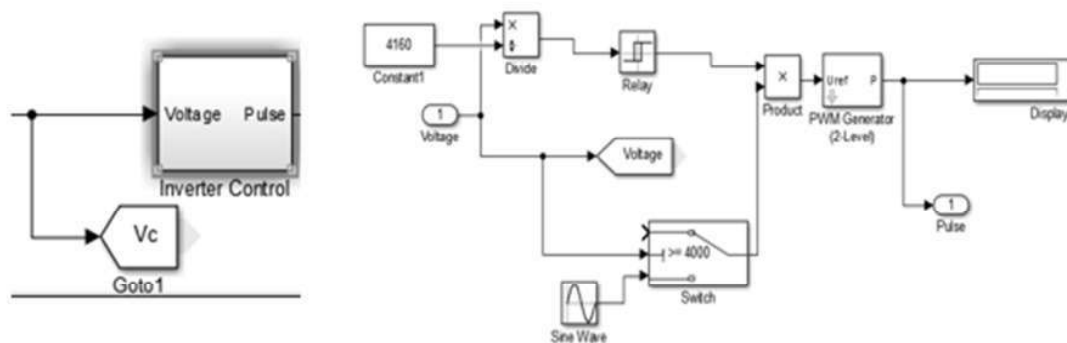 Voltage Pulse
Inverter Control
Vc
Goto1
4160
Constant1
×
÷
Divide
Relay
1
Voltage
Voltage
>= 4000
Switch
Sine Wave
×
Product
Uref P
PWM Generator
(2-Level)
Display
1
Pulse